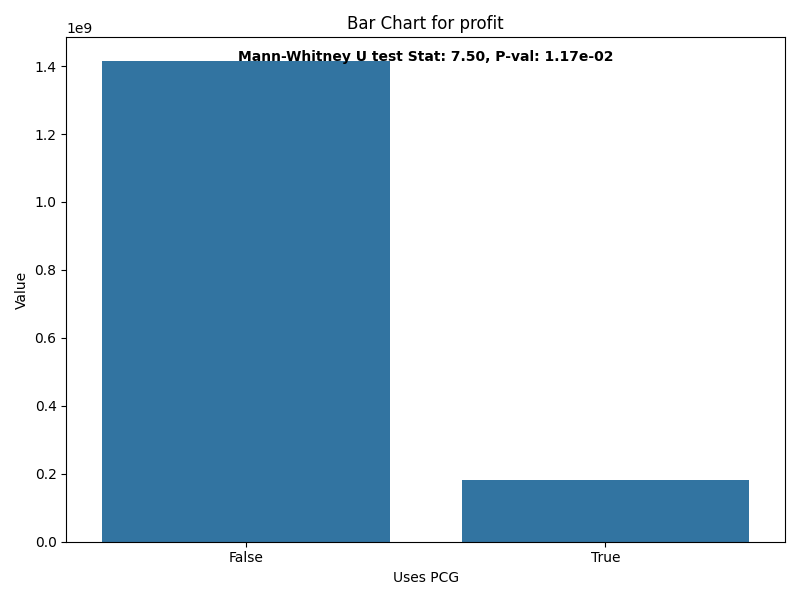 Bar Chart for profit
1e9
Mann-Whitney U test Stat: 7.50, P-val: 1.17e-02
1.4
1.2
1.0
0.8
0.6
0.4
0.2
0.0
Value
False
True
Uses PCG